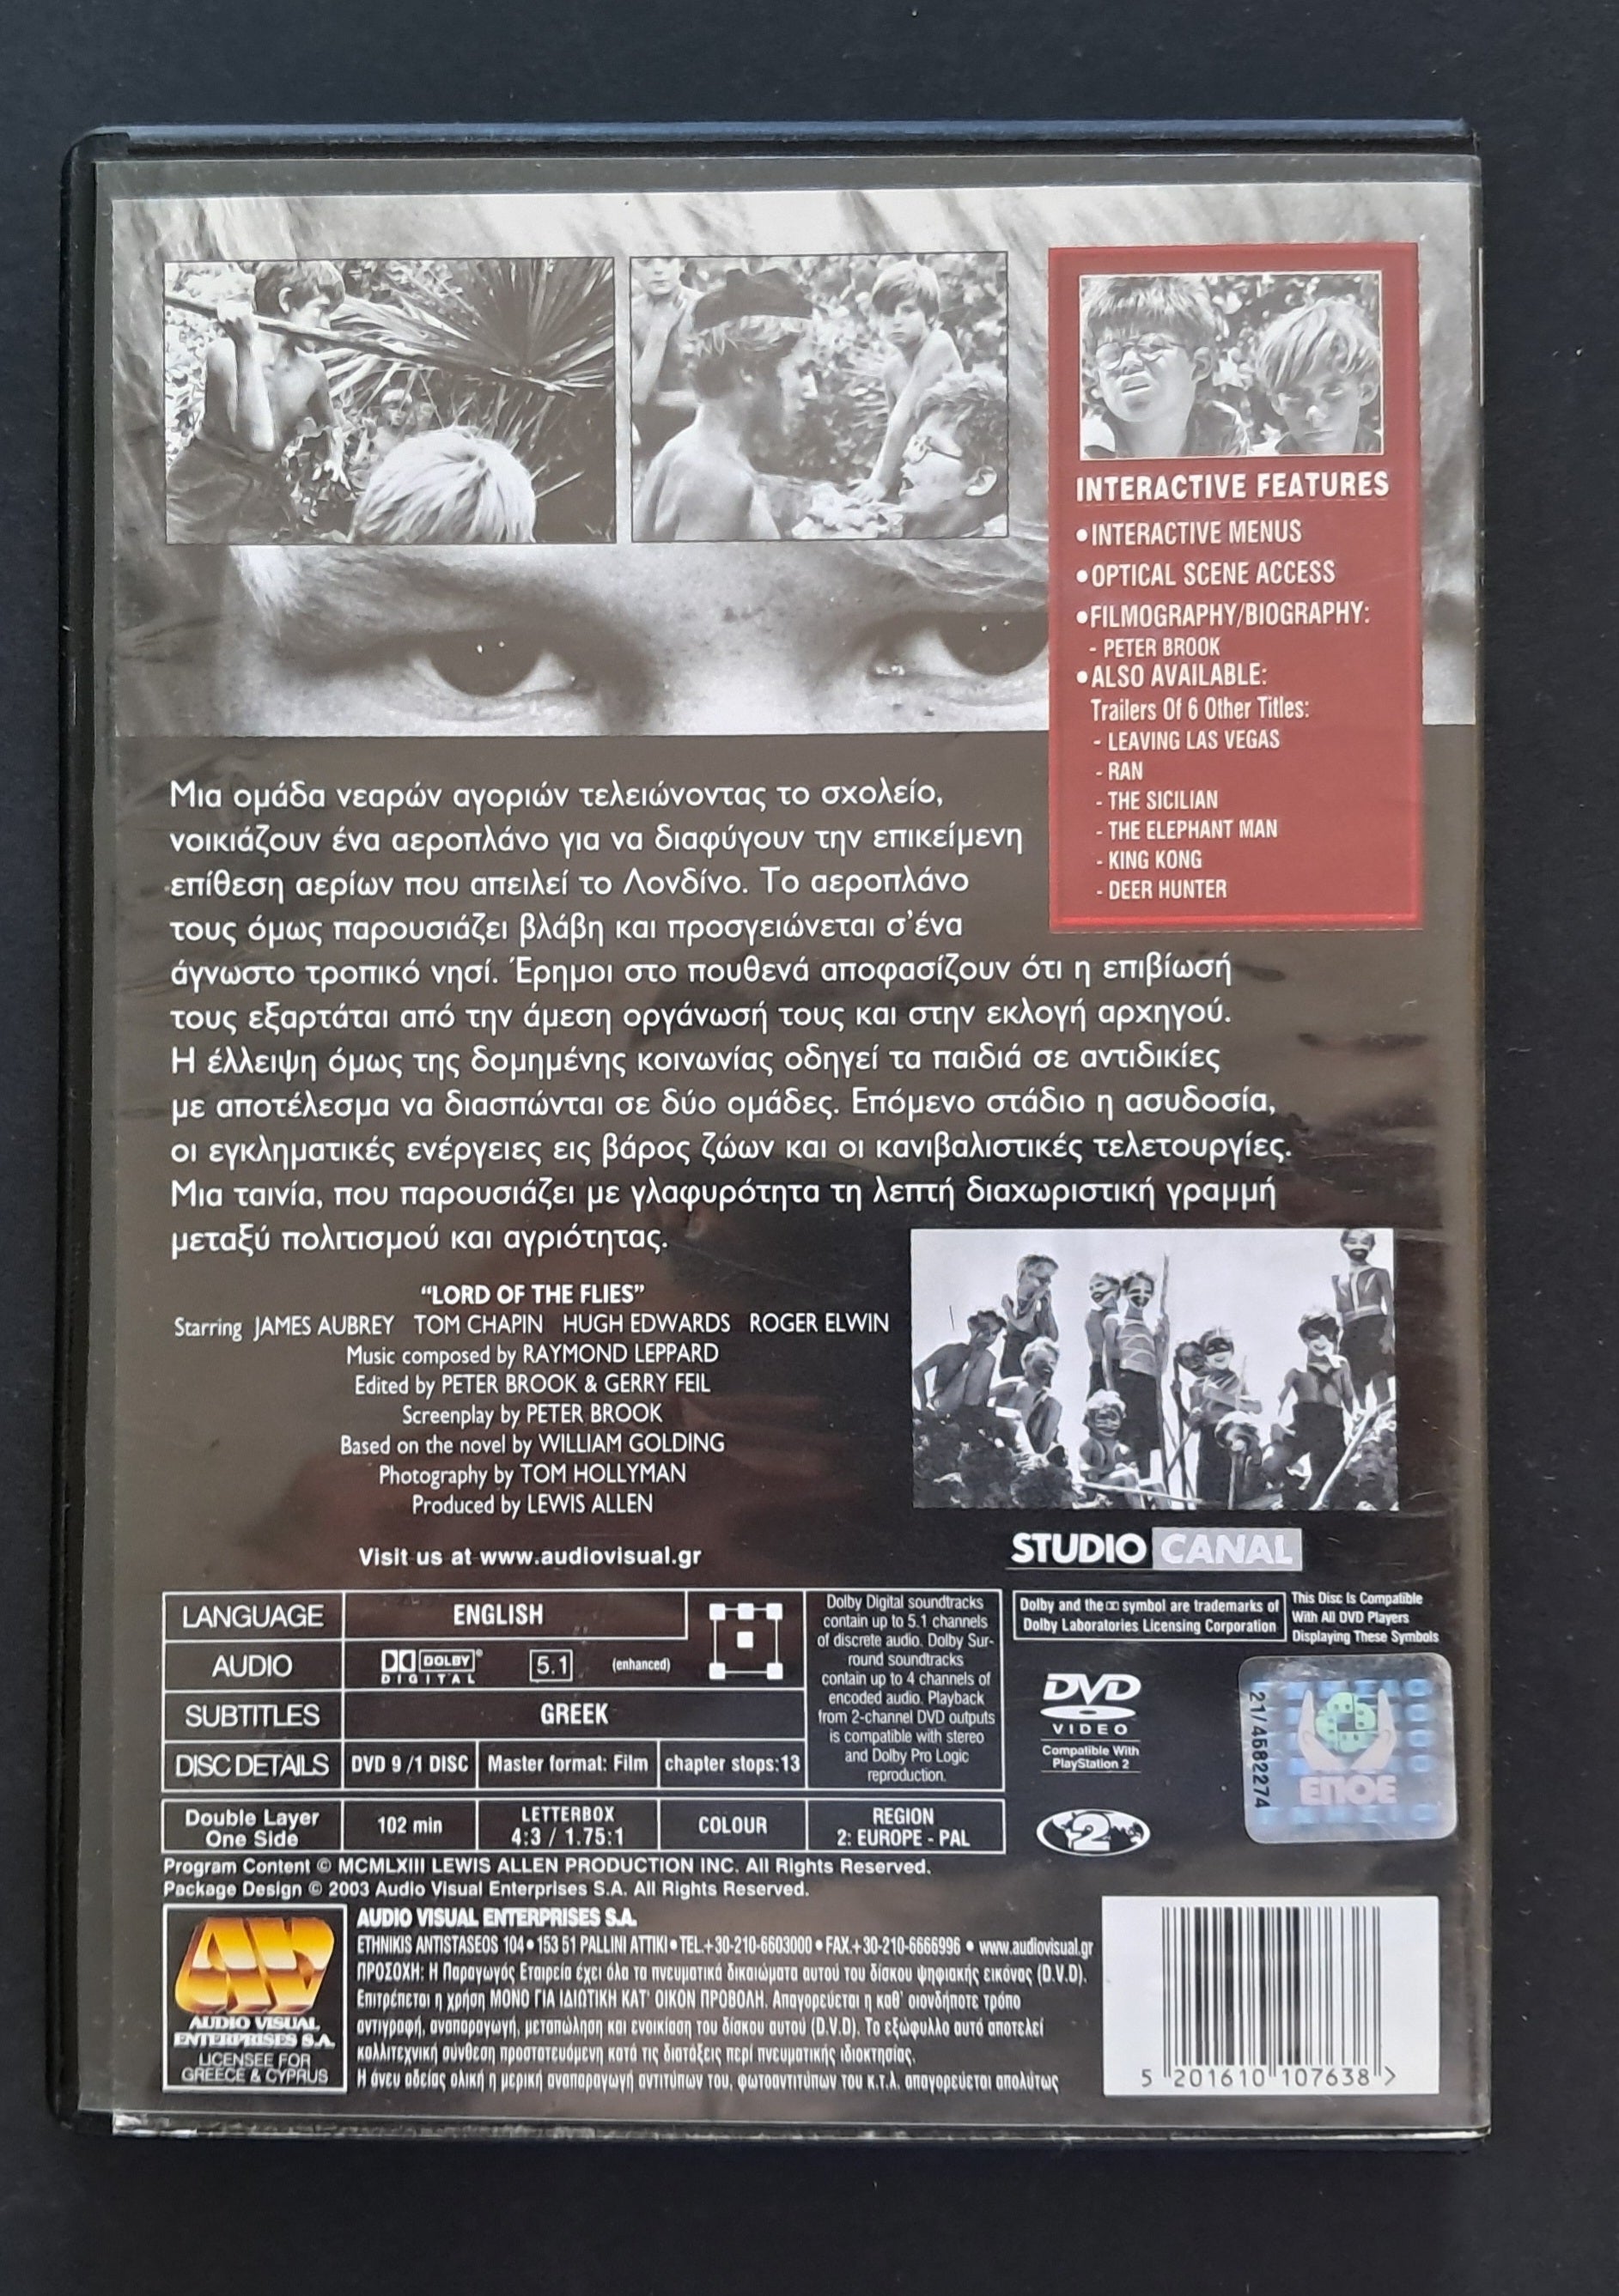 INTERACTIVE FEATURES
•INTERACTIVE MENUS
•OPTICAL SCENE ACCESS
•FILMOGRAPHY/BIOGRAPHY:
- PETER BROOK
•ALSO AVAILABLE:
Trailers Of 6 Other Titles:
- LEAVING LAS VEGAS
- RAN
- THE SICILIAN
- THE ELEPHANT MAN
- KING KONG
- DEER HUNTER
Μια ομάδα νεαρών αγοριών τελειώνοντας το σχολείο,
νοικιάζουν ένα αεροπλάνο για να διαφύγουν την επικείμενη
επίθεση αερίων που απειλεί το Λονδίνο. Το αεροπλάνο
τους όμως παρουσιάζει βλάβη και προσγειώνεται σ'ένα
άγνωστο τροπικό νησί. Έρημοι στο πουθενά αποφασίζουν ότι η επιβίωσή
τους εξαρτάται από την άμεση οργάνωσή τους και στην εκλογή αρχηγού.
Η έλλειψη όμως της δομημένης κοινωνίας οδηγεί τα παιδιά σε αντιδικίες
με αποτέλεσμα να διασπώνται σε δύο ομάδες. Επόμενο στάδιο η ασυδοσία,
οι εγκληματικές ενέργειες εις βάρος ζώων και οι κανιβαλιστικές τελετουργίες.
Μια ταινία, που παρουσιάζει με γλαφυρότητα τη λεπτή διαχωριστική γραμμή
μεταξύ πολιτισμού και αγριότητας.
“LORD OF THE FLIES”
Starring JAMES AUBREY TOM CHAPIN HUGH EDWARDS ROGER ELWIN
Music composed by RAYMOND LEPPARD
Edited by PETER BROOK & GERRY FEIL
Screenplay by PETER BROOK
Based on the novel by WILLIAM GOLDING
Photography by TOM HOLLYMAN
Produced by LEWIS ALLEN
Visit us at www.audiovisual.gr
STUDIO CANAL
LANGUAGE ENGLISH
AUDIO DOLBY DIGITAL 5.1 (enhanced)
SUBTITLES GREEK
DISC DETAILS DVD 9 /1 DISC Master format: Film chapter stops:13
Double Layer
One Side
102 min
LETTERBOX
4:3 / 1.75:1
COLOUR
REGION
2: EUROPE - PAL
Dolby Digital soundtracks
contain up to 5.1 channels
of discrete audio. Dolby Sur-
round soundtracks
contain up to 4 channels of
encoded audio. Playback
from 2-channel DVD outputs
is compatible with stereo
and Dolby Pro Logic
reproduction.
Dolby and the symbol are trademarks of
Dolby Laboratories Licensing Corporation
This Disc Is Compatible
With All DVD Players
Displaying These Symbols
DVD
VIDEO
Compatible With
PlayStation 2
2
21/4582274
ΕΠΟΕ
Program Content © MCMLXIII LEWIS ALLEN PRODUCTION INC. All Rights Reserved.
Package Design © 2003 Audio Visual Enterprises S.A. All Rights Reserved.
AUDIO VISUAL
ENTERPRISES S.A.
LICENSEE FOR
GREECE & CYPRUS
AUDIO VISUAL ENTERPRISES S.A.
ETHNIKIS ANTISTASEOS 104 • 153 51 PALLINI ATTIKI • TEL.+30-210-6603000 • FAX.+30-210-6666996 • www.audiovisual.gr
ΠΡΟΣΟΧΗ: Η Παραγωγός Εταιρεία έχει όλα τα πνευματικά δικαιώματα αυτού του δίσκου ψηφιακής εικόνας (D.V.D).
Επιτρέπεται η χρήση ΜΟΝΟ ΓΙΑ ΙΔΙΩΤΙΚΗ ΚΑΤ' ΟΙΚΟΝ ΠΡΟΒΟΛΗ. Απαγορεύεται η καθ' οιονδήποτε τρόπο
αντιγραφή, αναπαραγωγή, μεταπώληση και ενοικίαση του δίσκου αυτού (D.V.D). Το εξώφυλλο αυτό αποτελεί
καλλιτεχνική σύνθεση προστατευόμενη κατά τις διατάξεις περί πνευματικής ιδιοκτησίας.
Η άνευ αδείας ολική η μερική αναπαραγωγή αντιτύπων του, φωτοαντιτύπων του κ.τ.λ. απαγορεύεται απολύτως
5 201610 107638 >